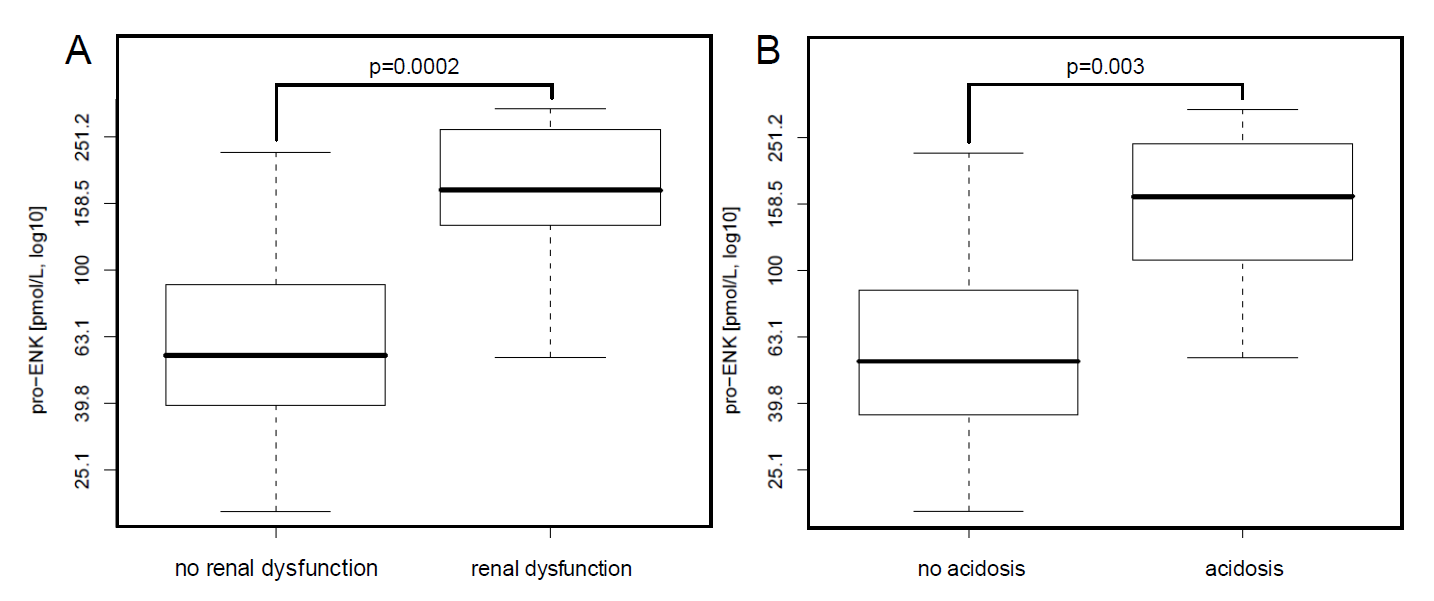 A
p=0.0002
pro−ENK [pmol/L, log10]
251.2
158.5
100
63.1
39.8
25.1
no renal dysfunction
renal dysfunction
B
p=0.003
pro−ENK [pmol/L, log10]
251.2
158.5
100
63.1
39.8
25.1
no acidosis
acidosis